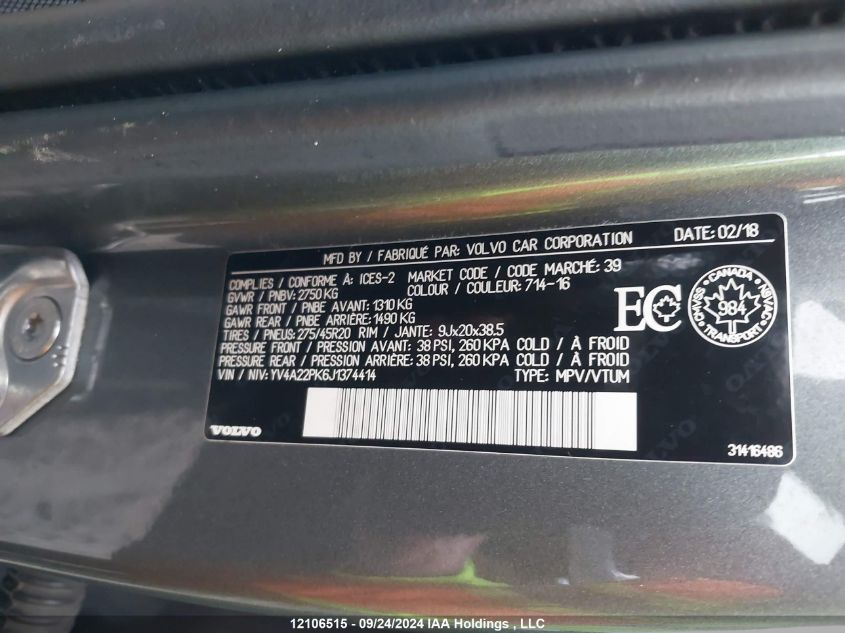 MFD BY / FABRIQUÉ PAR: VOLVO CAR CORPORATION DATE: 02/18
COMPLIES / CONFORME À: ICES-2 MARKET CODE / CODE MARCHÉ: 39
GVWR / PNBV: 2750 KG COLOUR / COULEUR: 714-16
GAWR FRONT / PNBE AVANT: 1310 KG
GAWR REAR / PNBE ARRIÈRE: 1490 KG
TIRES / PNEUS: 275/45R20 RIM / JANTE: 9Jx20x38.5
PRESSURE FRONT / PRESSION AVANT: 38 PSI, 260 KPA COLD / À FROID
PRESSURE REAR / PRESSION ARRIÈRE: 38 PSI, 260 KPA COLD / À FROID
VIN / NIV: YV4A22PK6J1374414 TYPE: MPV/VTUM
EC
CANADA
CMVSS
NSVAC
984
TRANSPORT
VOLVO
31416486
12106515 - 09/24/2024 IAA Holdings , LLC